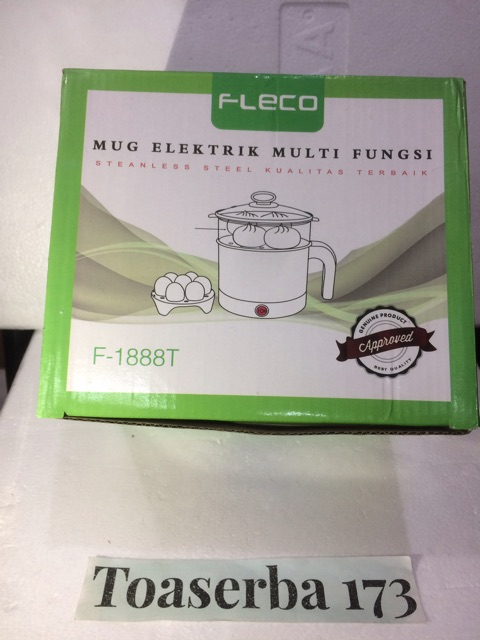 FLECO
MUG ELEKTRIK MULTI FUNGSI
STEANLESS STEEL KUALITAS TERBAIK
GENUINE PRODUCT
Approved
BEST QUALITY
F-1888T
Toaserba 173